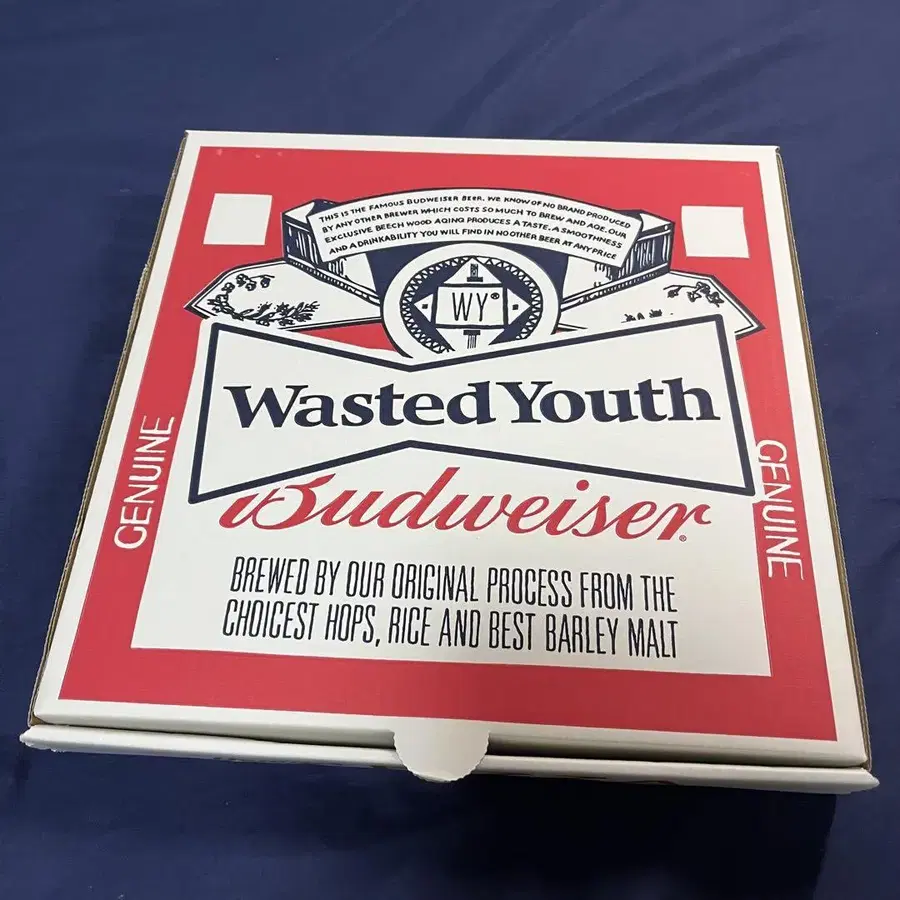 THIS IS THE FAMOUS BUDWEISER BEER. WE KNOW OF NO BRAND PRODUCED
BY ANY OTHER BREWER WHICH COSTS SO MUCH TO BREW AND AGE. OUR
EXCLUSIVE BEECH WOOD AGING PRODUCES A TASTE, A SMOOTHNESS
AND A DRINKABILITY YOU WILL FIND IN NO OTHER BEER AT ANY PRICE
WY®
Wasted Youth
GENUINE
GENUINE
Budweiser®
BREWED BY OUR ORIGINAL PROCESS FROM THE
CHOICEST HOPS, RICE AND BEST BARLEY MALT